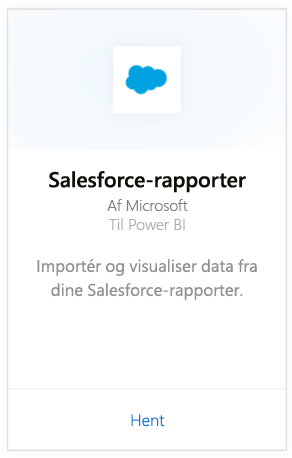 Salesforce-rapporter
Af Microsoft
Til Power BI
Importér og visualiser data fra
dine Salesforce-rapporter.
Hent